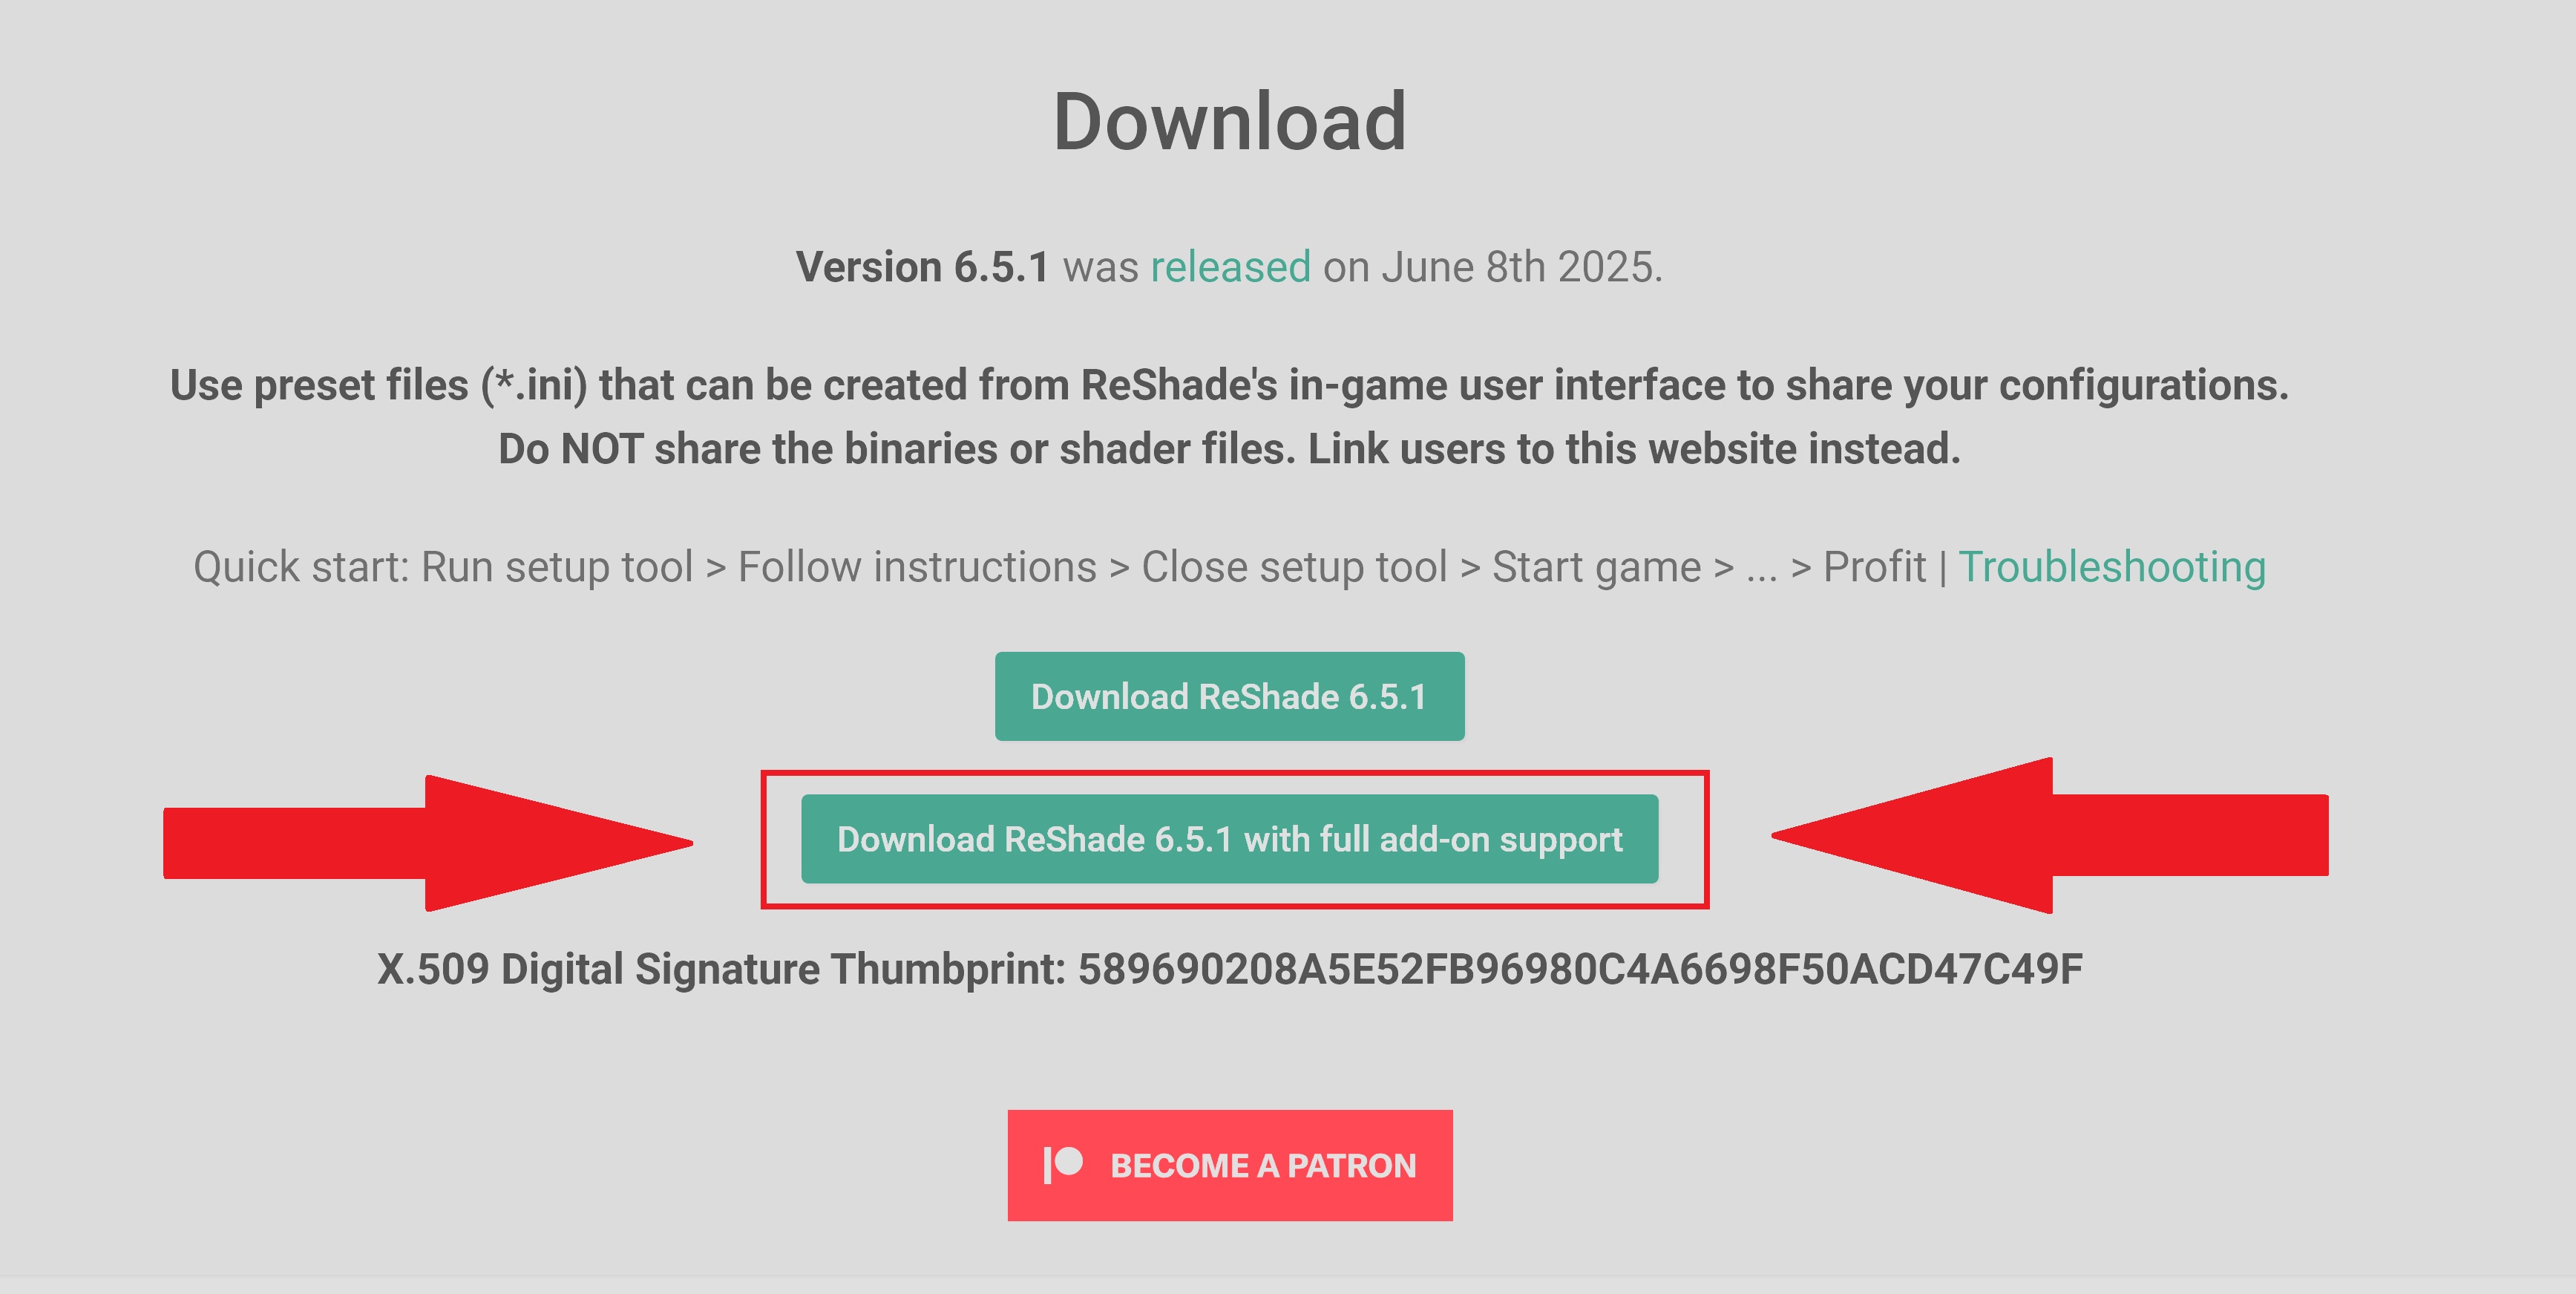 Download
Version 6.5.1 was released on June 8th 2025.
Use preset files (*.ini) that can be created from ReShade's in-game user interface to share your configurations.
Do NOT share the binaries or shader files. Link users to this website instead.
Quick start: Run setup tool > Follow instructions > Close setup tool > Start game > ... > Profit | Troubleshooting
Download ReShade 6.5.1
Download ReShade 6.5.1 with full add-on support
X.509 Digital Signature Thumbprint: 589690208A5E52FB96980C4A6698F50ACD47C49F
BECOME A PATRON